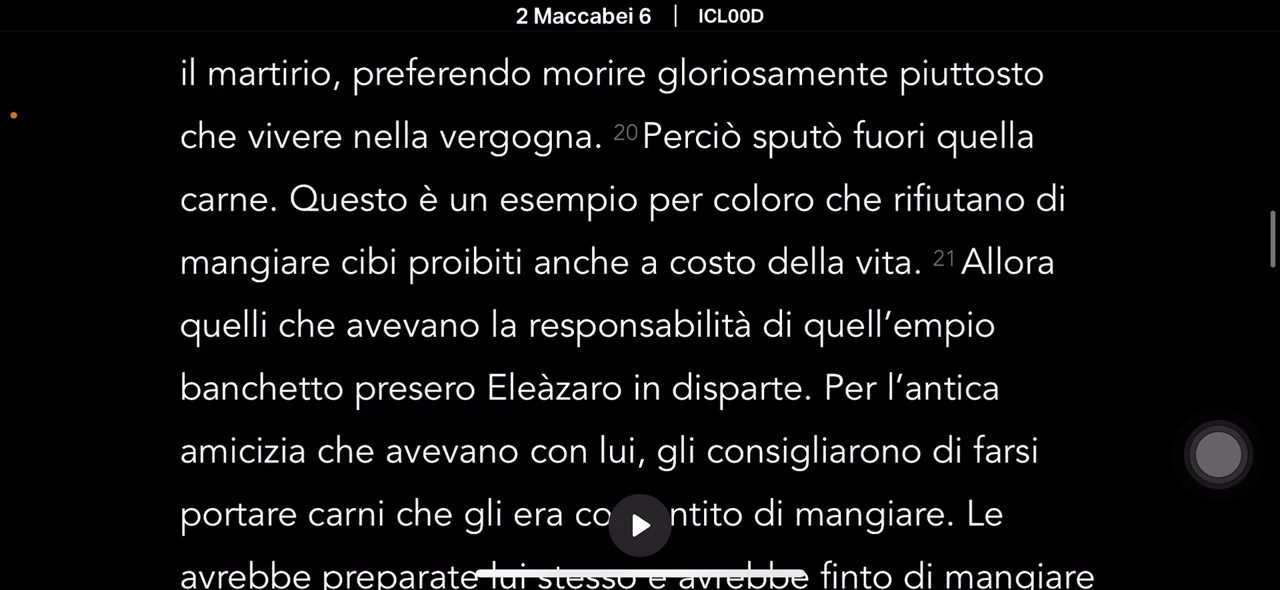 2 Maccabei 6 | ICL00D
il martirio, preferendo morire gloriosamente piuttosto
che vivere nella vergogna. 20 Perciò sputò fuori quella
carne. Questo è un esempio per coloro che rifiutano di
mangiare cibi proibiti anche a costo della vita. 21 Allora
quelli che avevano la responsabilità di quell’empio
banchetto presero Eleàzaro in disparte. Per l’antica
amicizia che avevano con lui, gli consigliarono di farsi
portare carni che gli era di mangiare. Le
avrebbe preparate lui stesso e avrebbe finto di mangiare